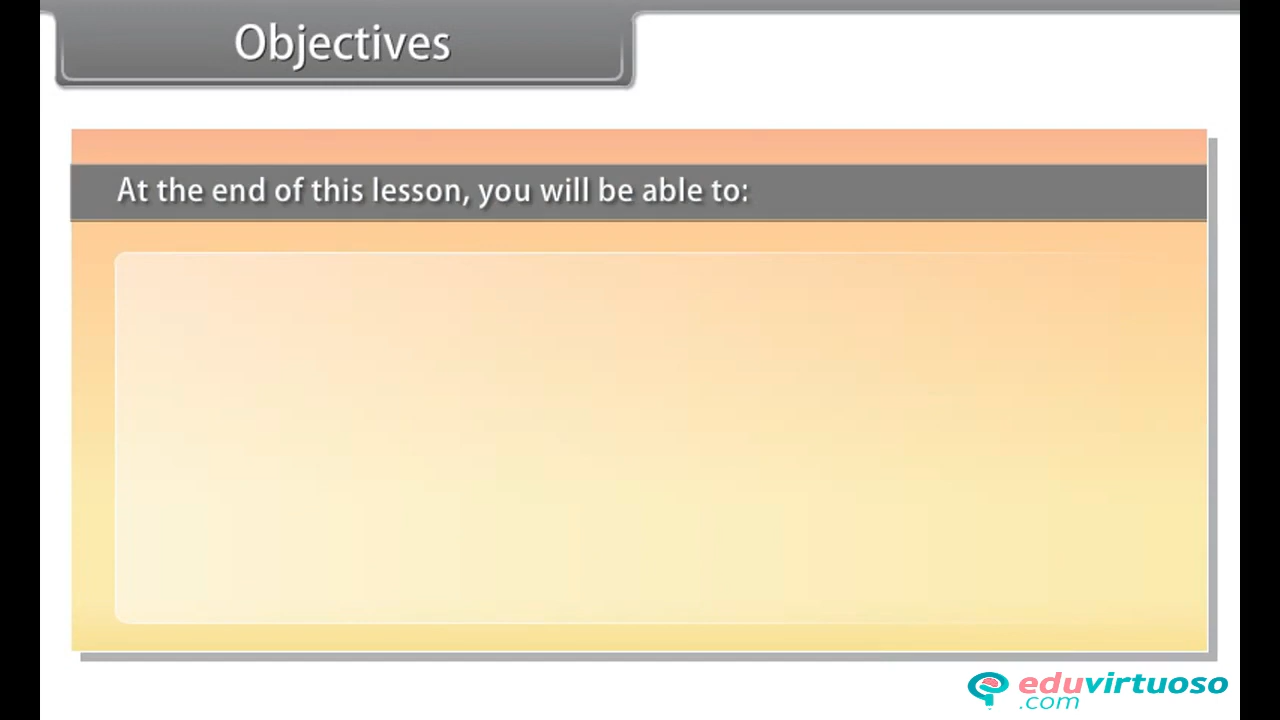 Objectives
At the end of this lesson, you will be able to:
eduvirtuoso
.com